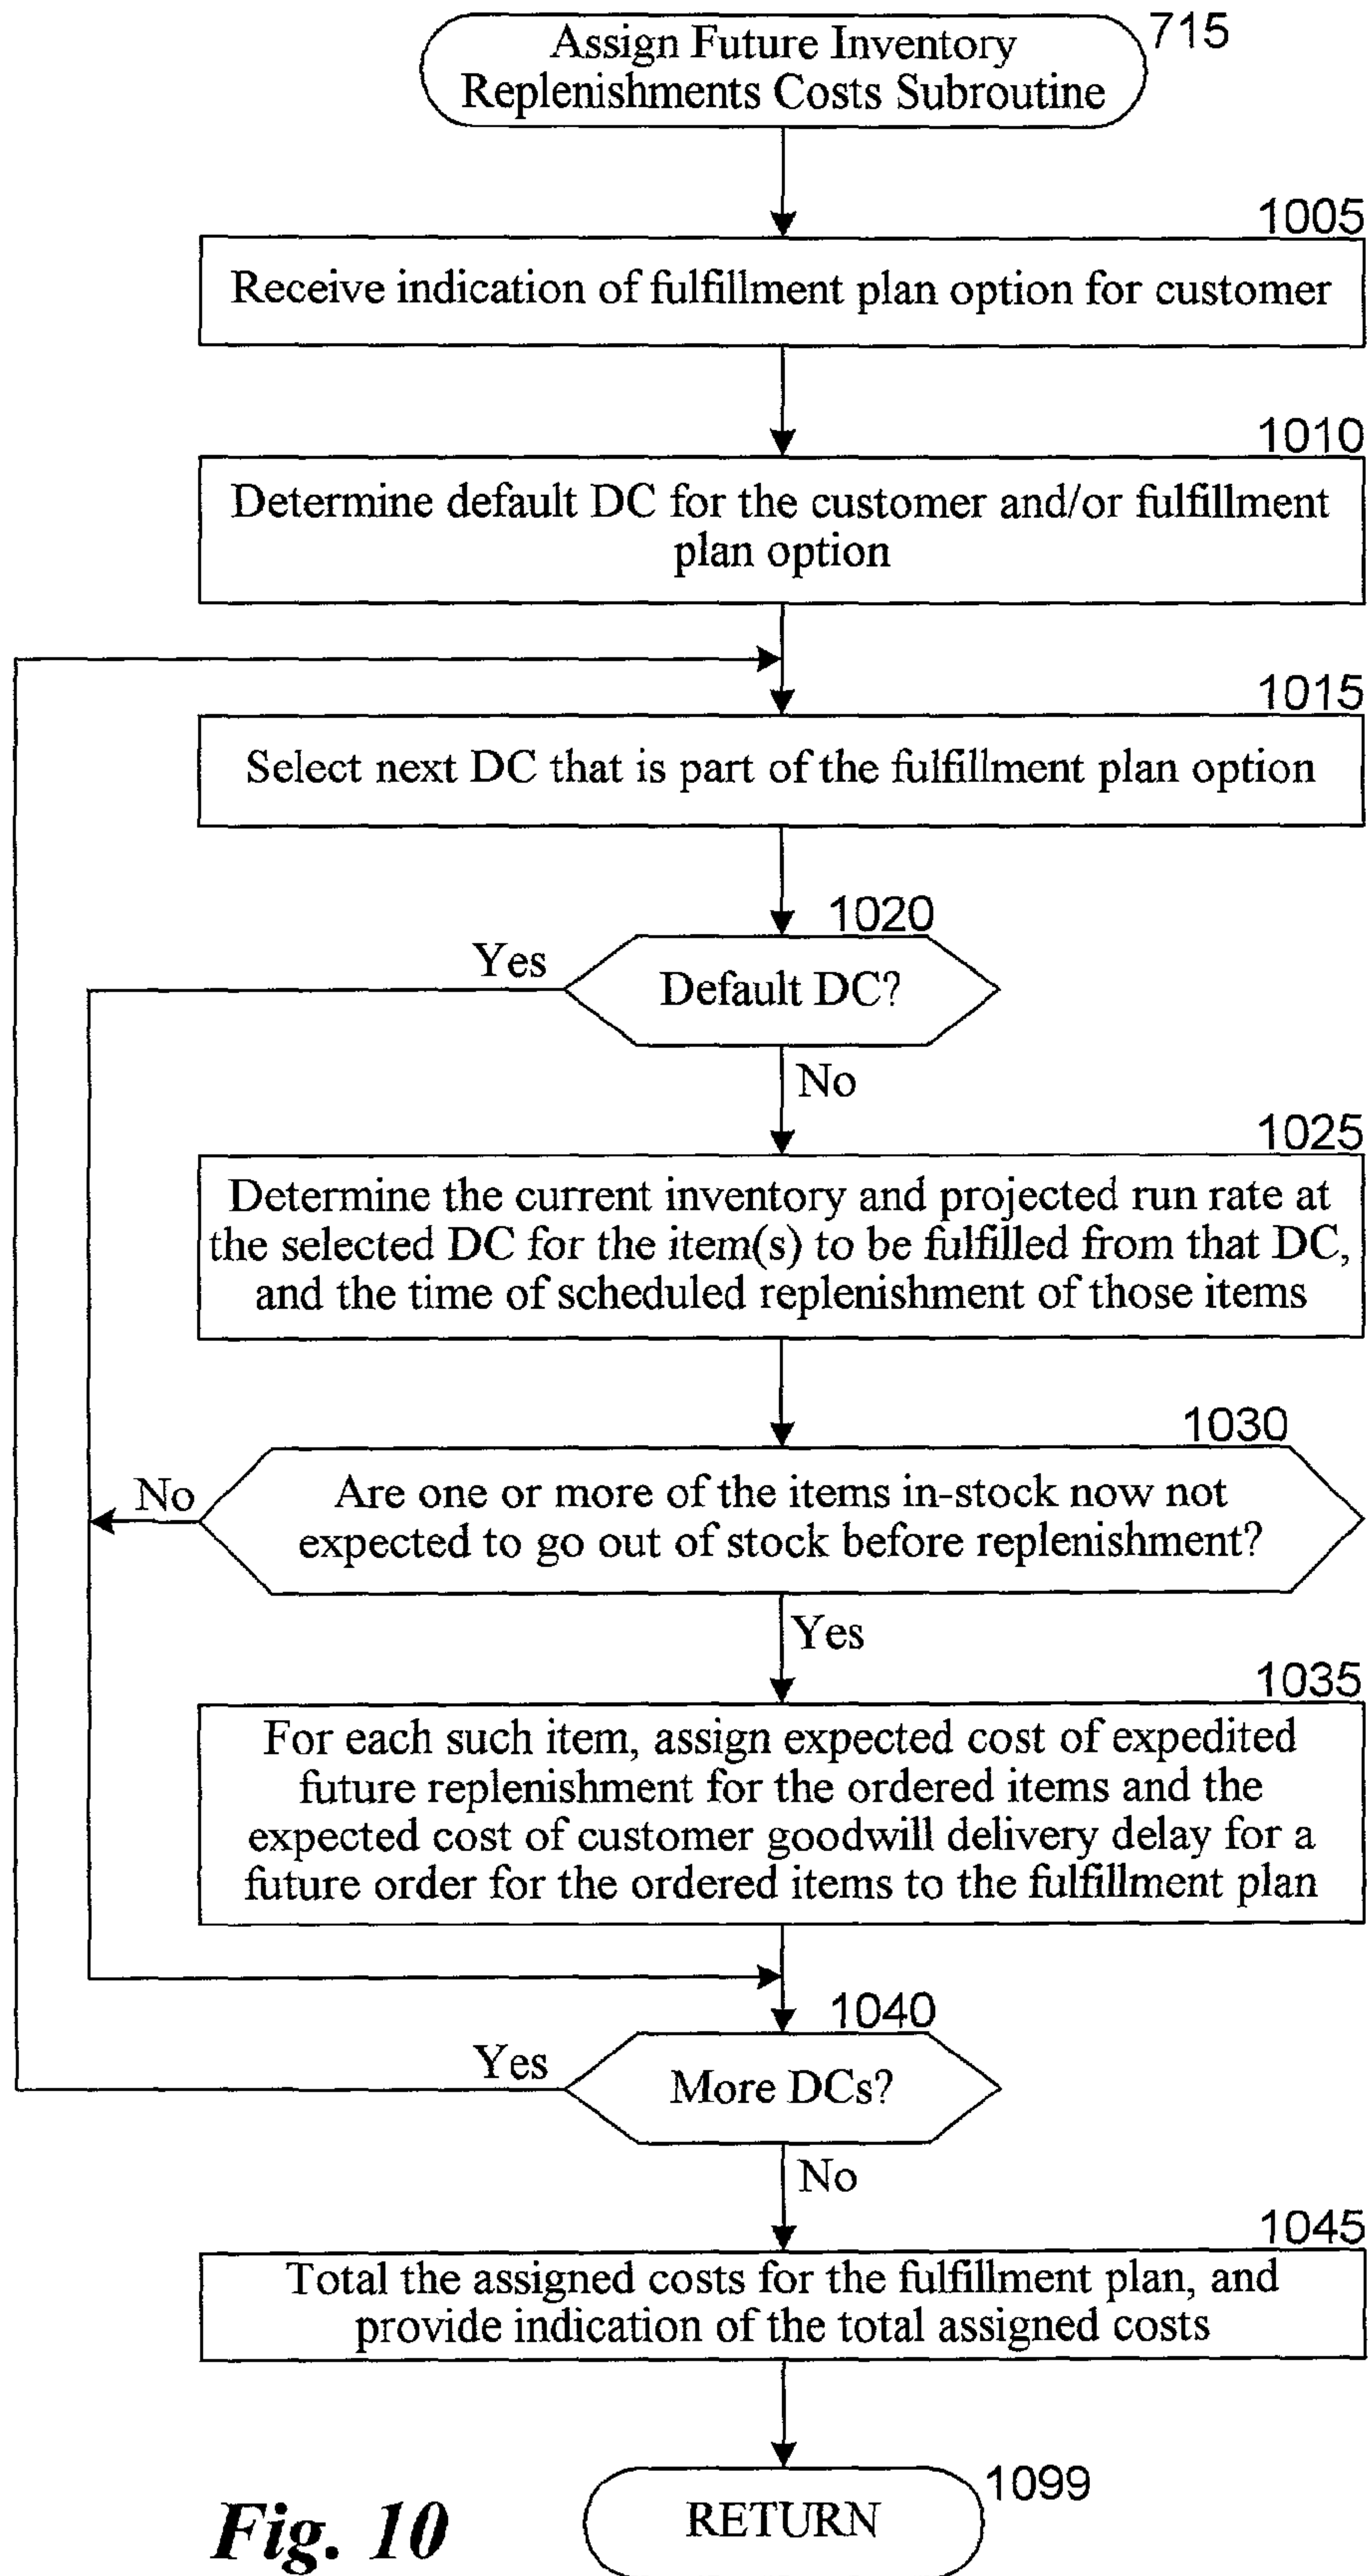 Assign Future Inventory
Replenishments Costs Subroutine
715
1005
Receive indication of fulfillment plan option for customer
1010
Determine default DC for the customer and/or fulfillment
plan option
1015
Select next DC that is part of the fulfillment plan option
1020
Yes
Default DC?
No
1025
Determine the current inventory and projected run rate at
the selected DC for the item(s) to be fulfilled from that DC,
and the time of scheduled replenishment of those items
1030
No
Are one or more of the items in-stock now not
expected to go out of stock before replenishment?
Yes
1035
For each such item, assign expected cost of expedited
future replenishment for the ordered items and the
expected cost of customer goodwill delivery delay for a
future order for the ordered items to the fulfillment plan
1040
Yes
More DCs?
No
1045
Total the assigned costs for the fulfillment plan, and
provide indication of the total assigned costs
1099
RETURN
Fig. 10